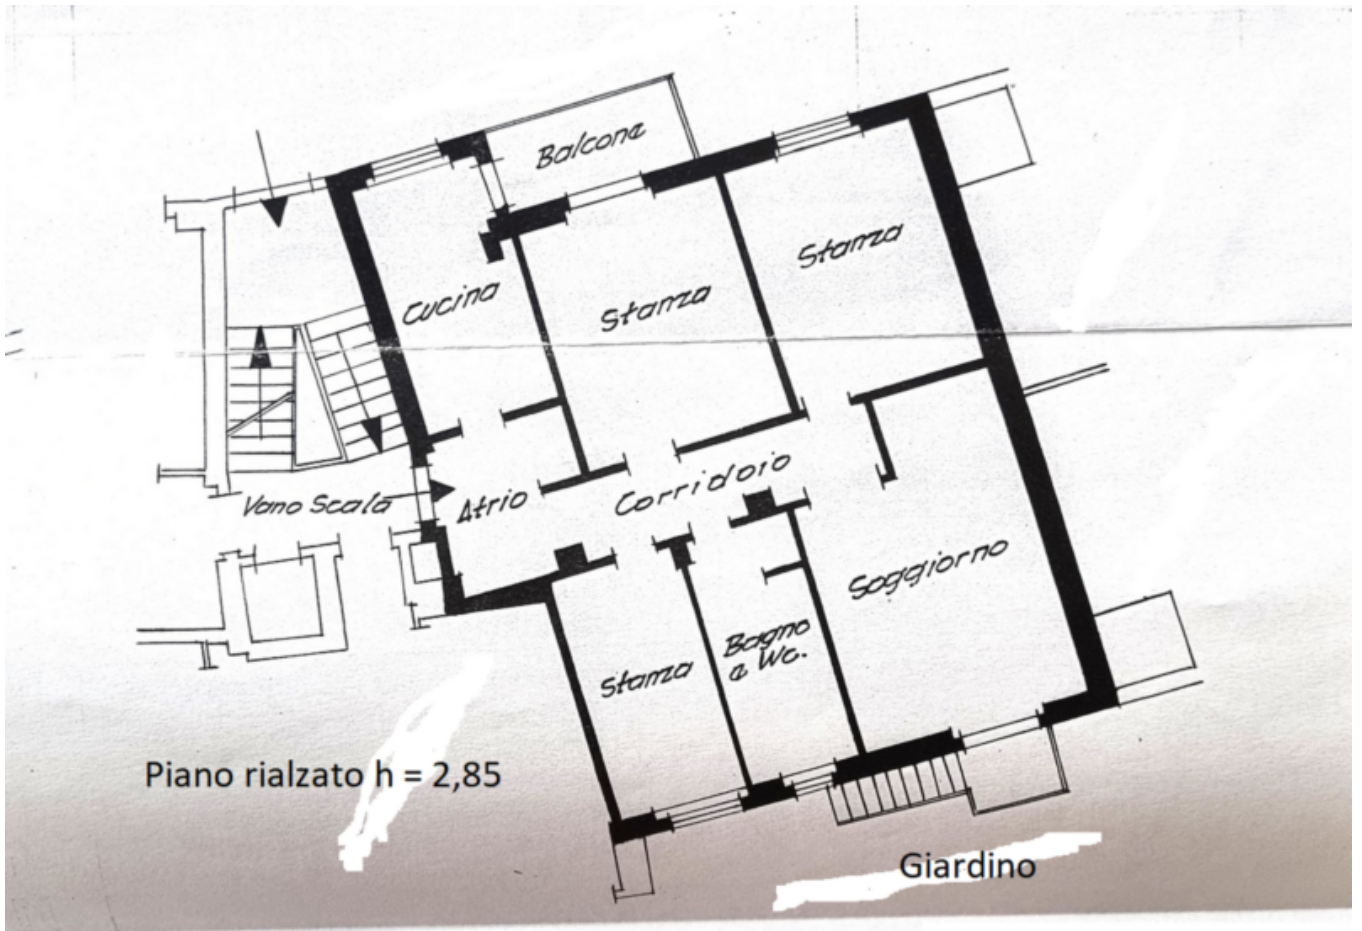 Balcone
Stanza
Cucina
Stanza
Vano Scala
Atrio
Corridoio
Soggiorno
Bagno
e Wc.
Stanza
Piano rialzato h = 2,85
Giardino